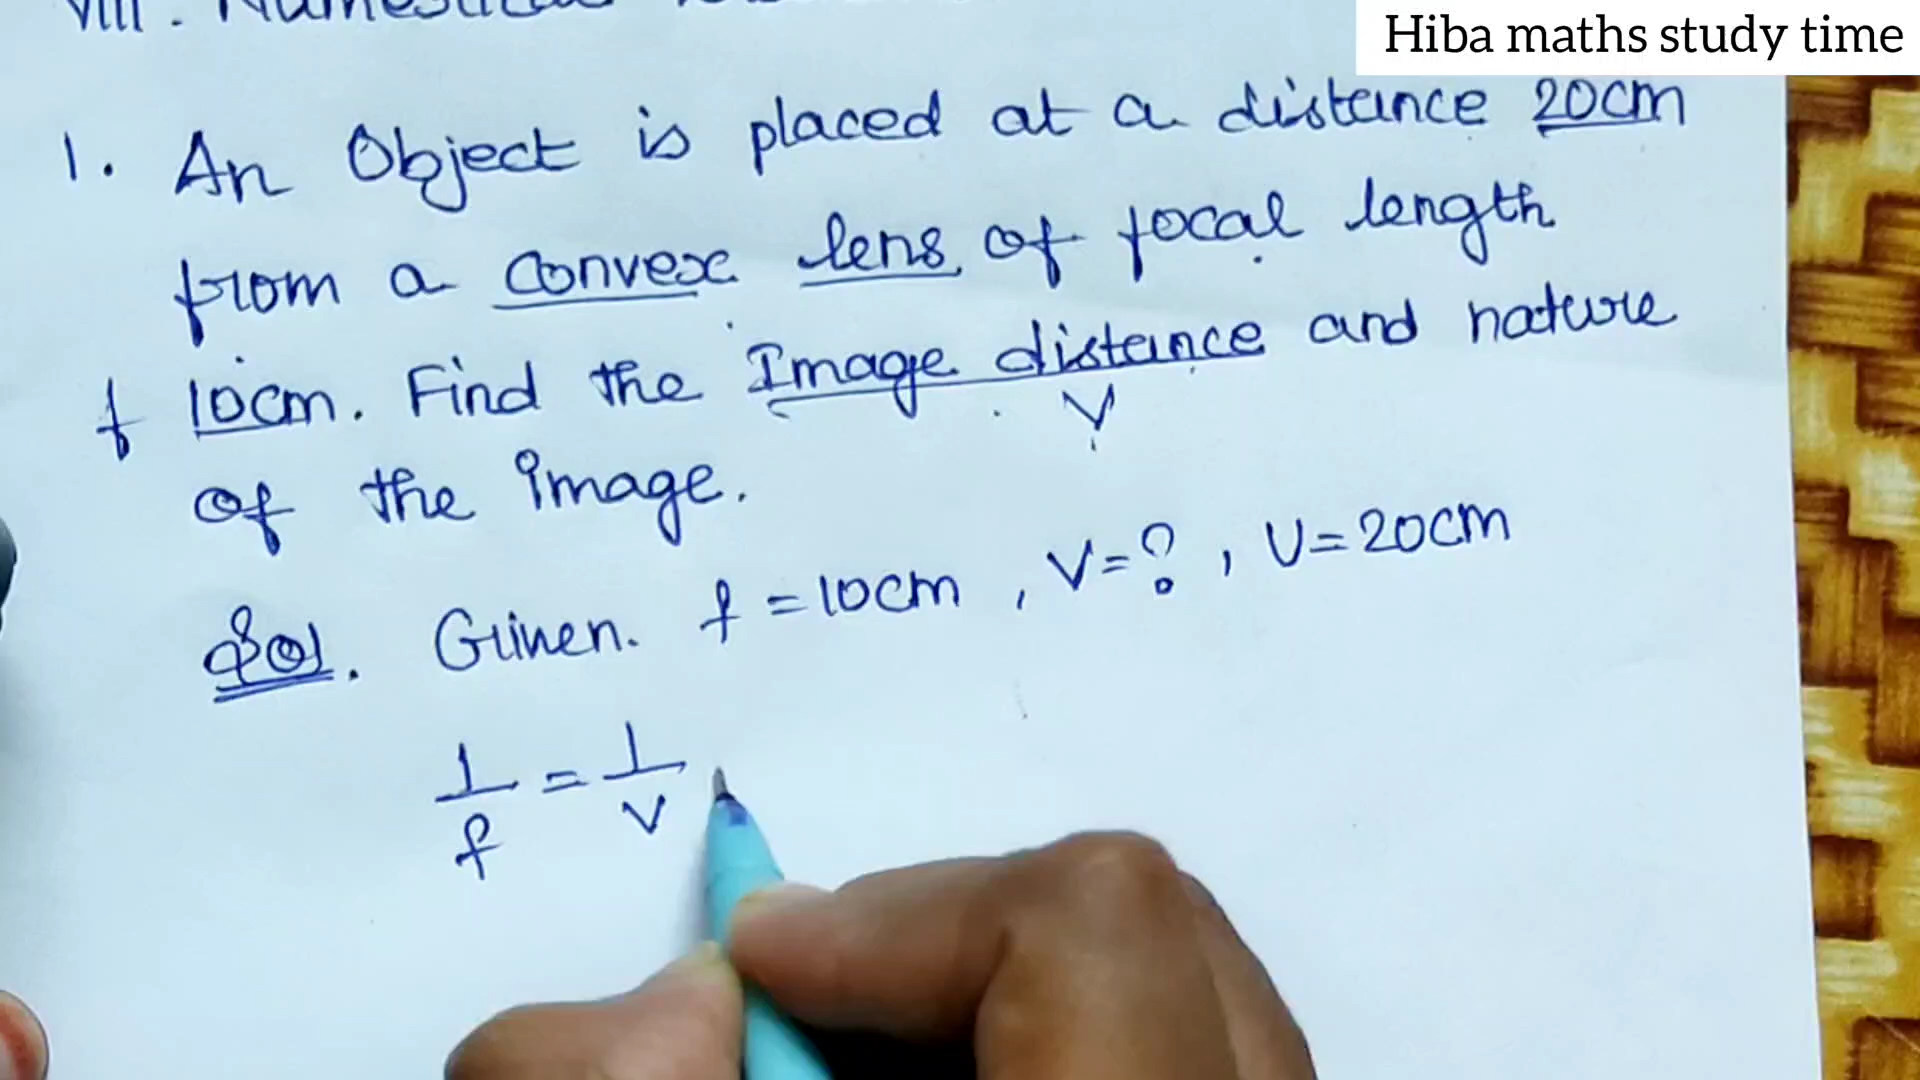 Hiba maths study time
VIII.
1. An Object is placed at a distance 20cm
from a convex lens of focal length
f 10cm. Find the Image distance and nature
V
of the image.
Sol. Given. f = 10cm, V=?, U=20cm
1/f = 1/v